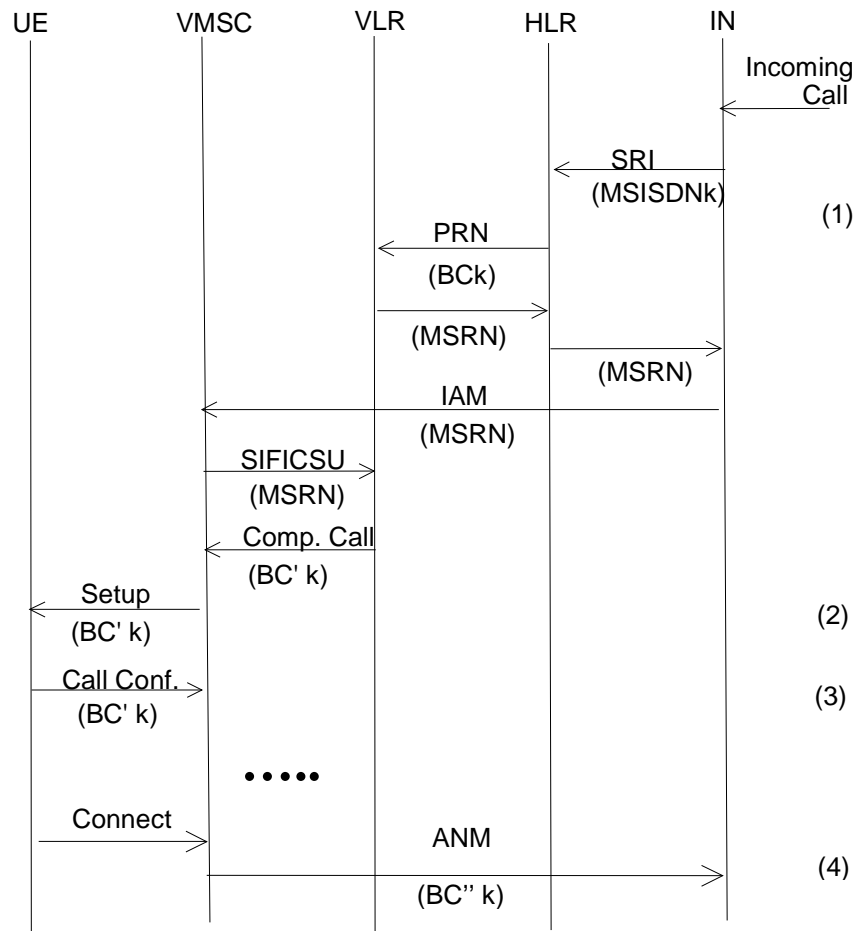 UE VMSC VLR HLR IN
Incoming
Call
SRI
(MSISDNk)
(1)
PRN
(BCk)
(MSRN)
(MSRN)
IAM
(MSRN)
SIFICSU
(MSRN)
Comp. Call
(BC' k)
Setup
(BC' k)
(2)
Call Conf.
(BC' k)
(3)
Connect
ANM
(BC'' k)
(4)